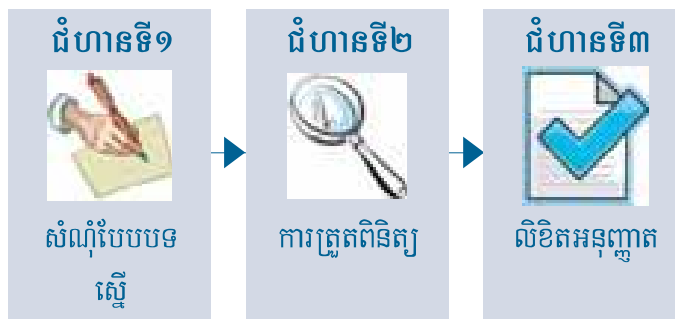 ជំហានទី១
សំណុំបែបបទ
ស្នើ
ជំហានទី២
ការត្រួតពិនិត្យ
ជំហានទី៣
លិខិតអនុញ្ញាត